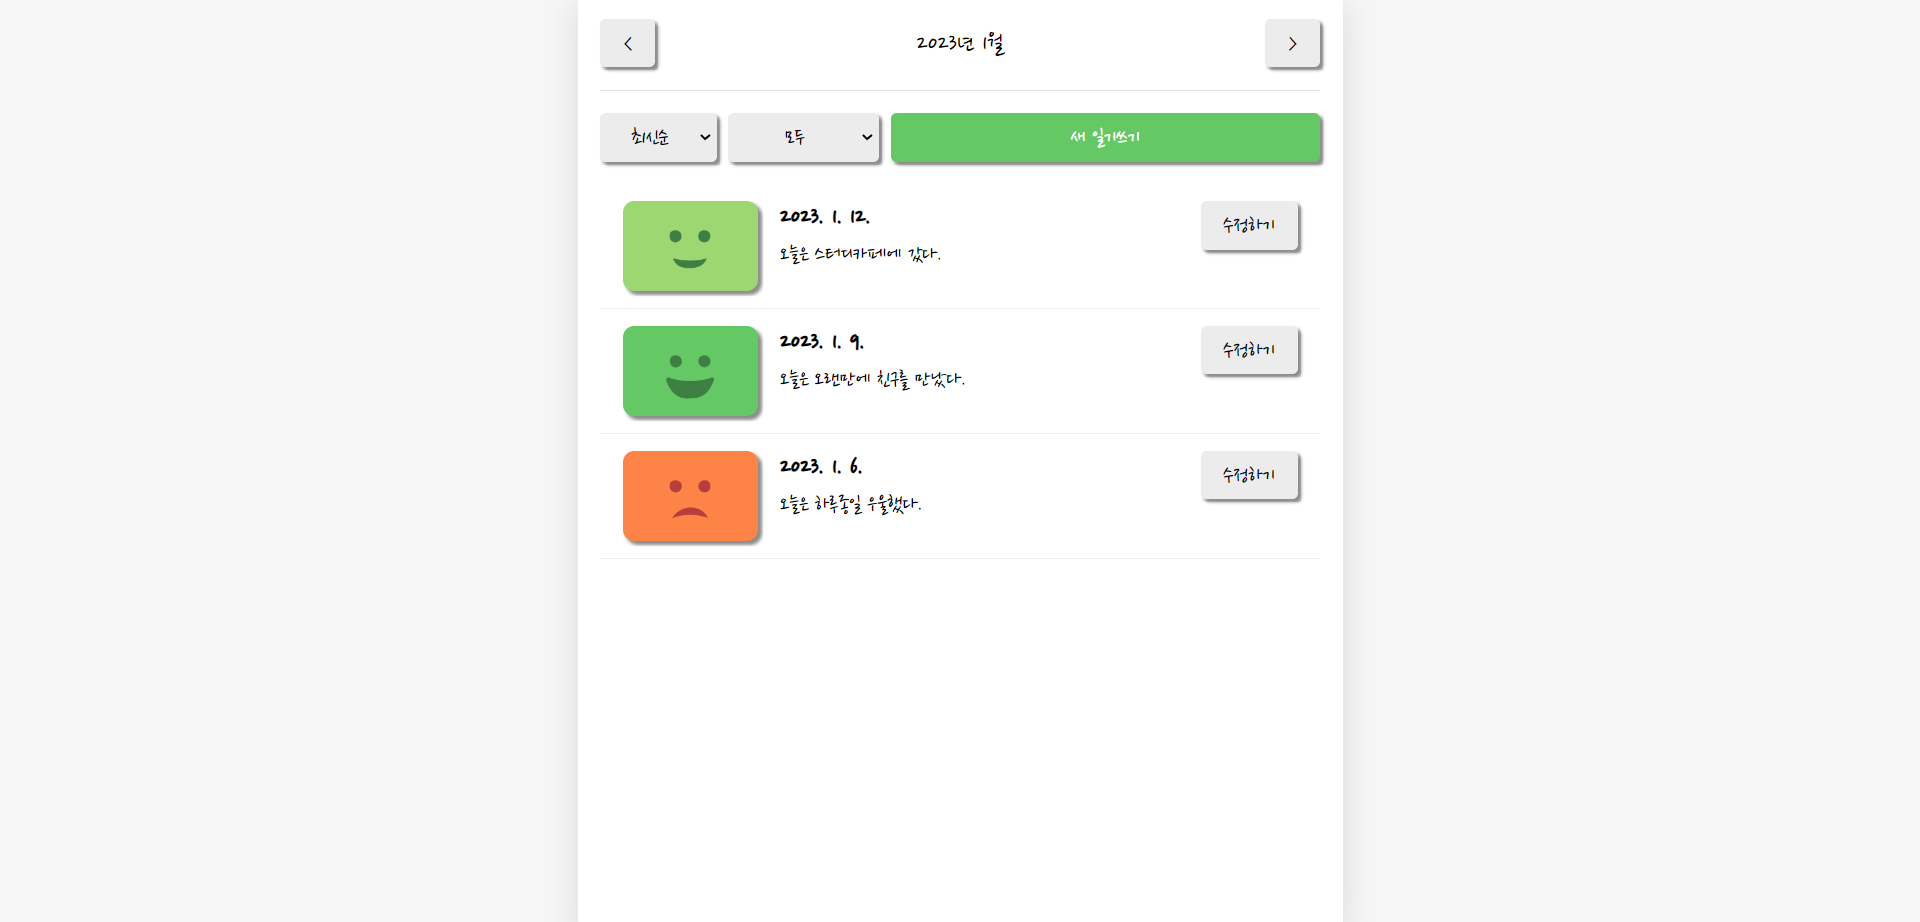 2023년 1월
최신순 모두 새 일기쓰기
2023. 1. 12.
오늘은 스터디카페에 갔다.
수정하기
2023. 1. 9.
오늘은 오랜만에 친구를 만났다.
수정하기
2023. 1. 6.
오늘은 하루종일 우울했다.
수정하기